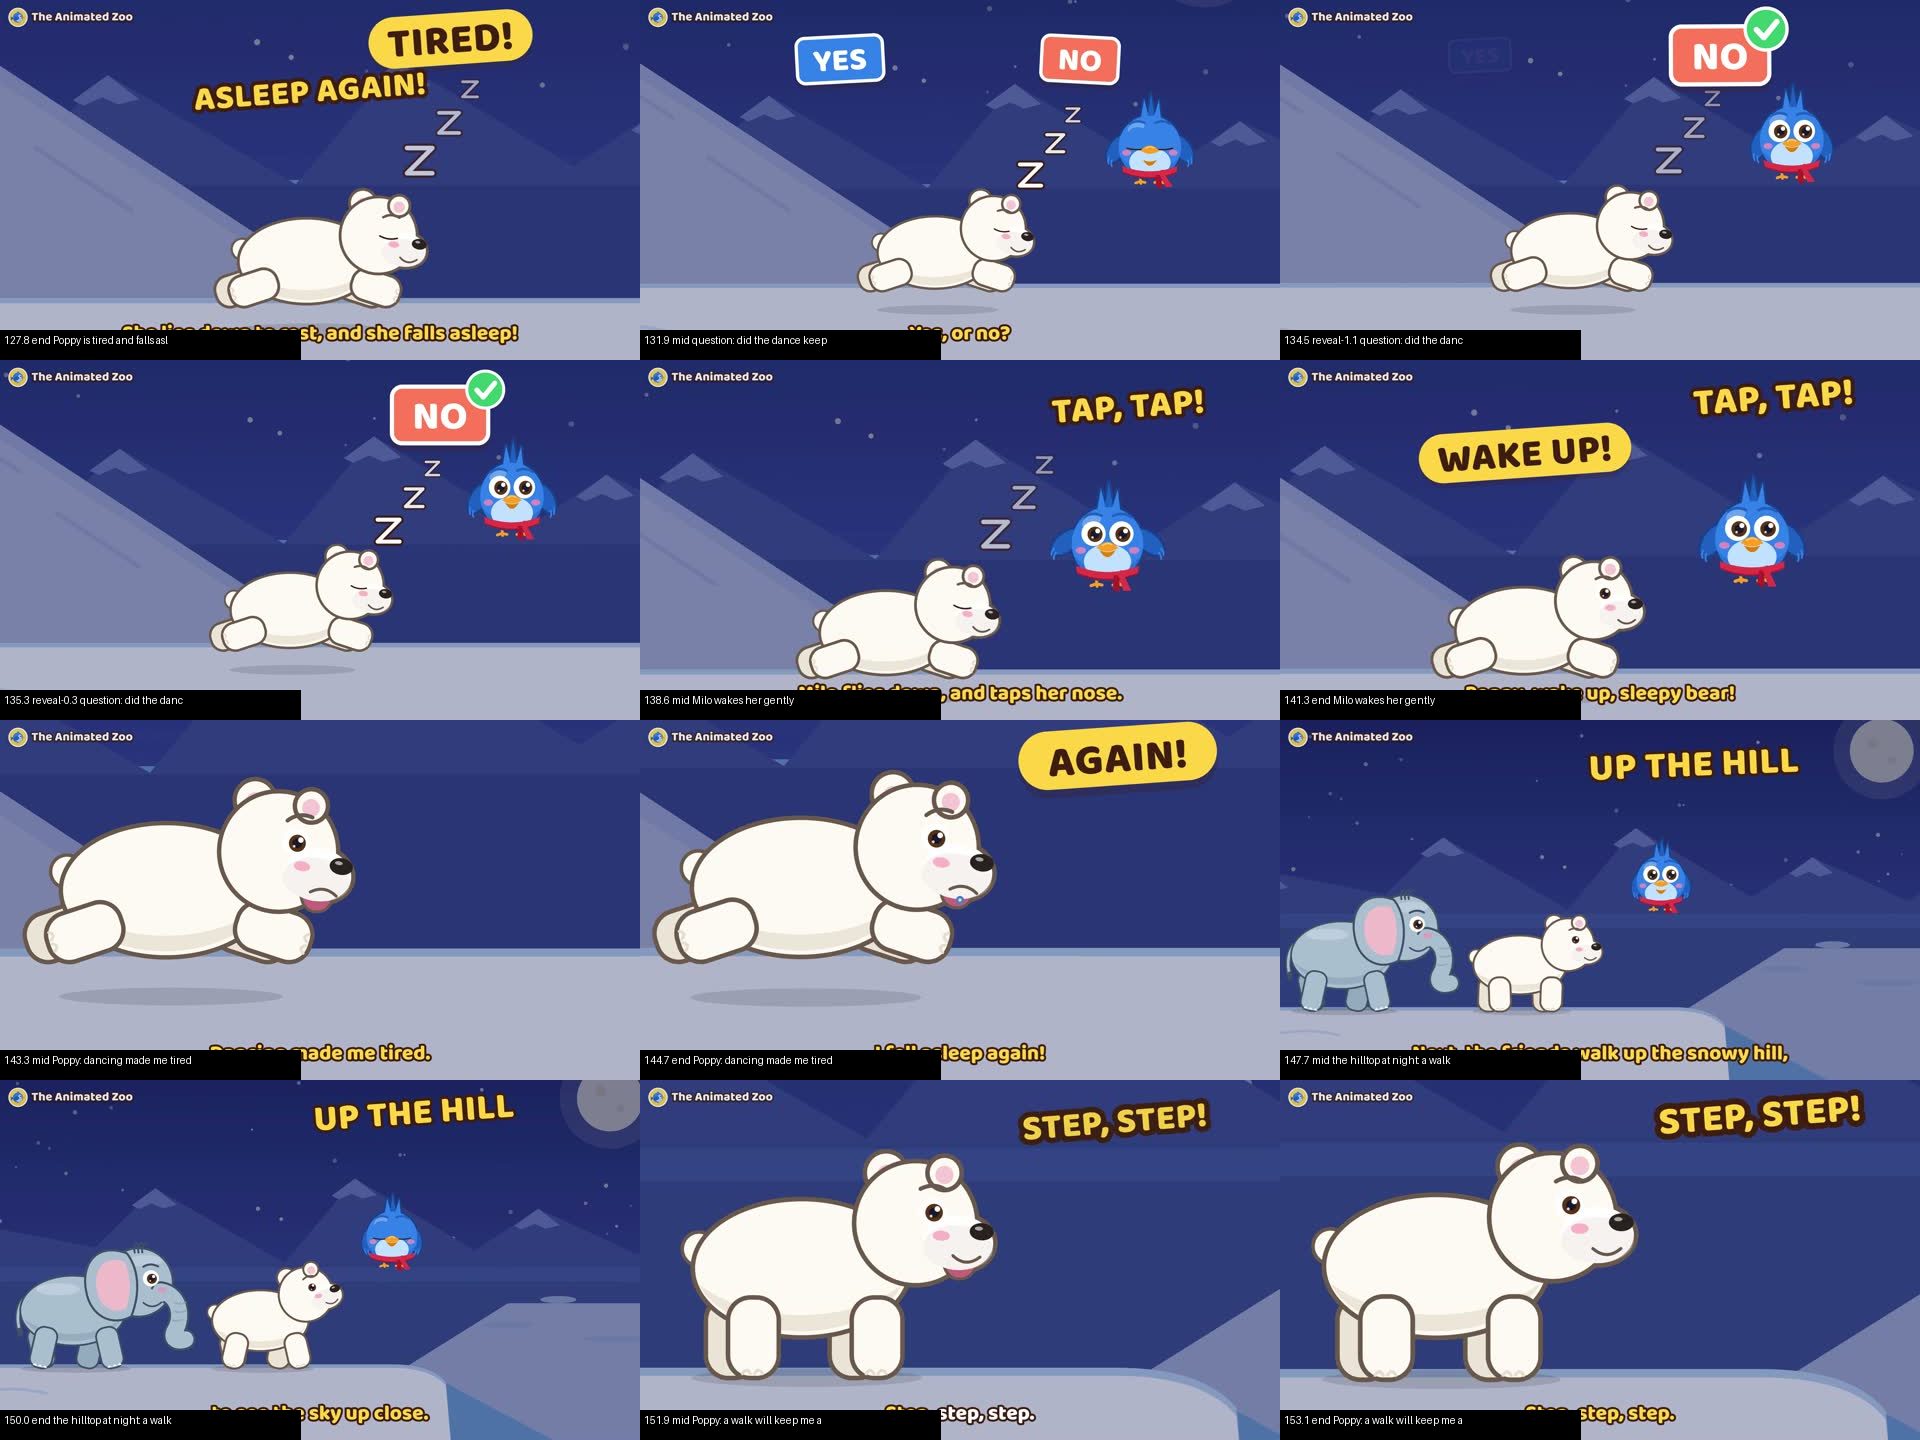 The Animated Zoo
TIRED!
ASLEEP AGAIN!
Z
Z
Z
st, and she falls asleep!
127.8 end Poppy is tired and falls asl
The Animated Zoo
YES
NO
Z
Z
Z
, or no?
131.9 mid question: did the dance keep
The Animated Zoo
YES
NO
Z
Z
Z
134.5 reveal-1.1 question: did the danc
The Animated Zoo
NO
Z
Z
Z
135.3 reveal-0.3 question: did the danc
The Animated Zoo
TAP, TAP!
Z
Z
Z
, and taps her nose.
138.6 mid Milo wakes her gently
The Animated Zoo
TAP, TAP!
WAKE UP!
up, sleepy bear!
141.3 end Milo wakes her gently
The Animated Zoo
made me tired.
143.3 mid Poppy: dancing made me tired
The Animated Zoo
AGAIN!
asleep again!
144.7 end Poppy: dancing made me tired
The Animated Zoo
UP THE HILL
walk up the snowy hill,
147.7 mid the hilltop at night: a walk
The Animated Zoo
UP THE HILL
the sky up close.
150.0 end the hilltop at night: a walk
The Animated Zoo
STEP, STEP!
step, step.
151.9 mid Poppy: a walk will keep me a
The Animated Zoo
STEP, STEP!
step, step.
153.1 end Poppy: a walk will keep me a